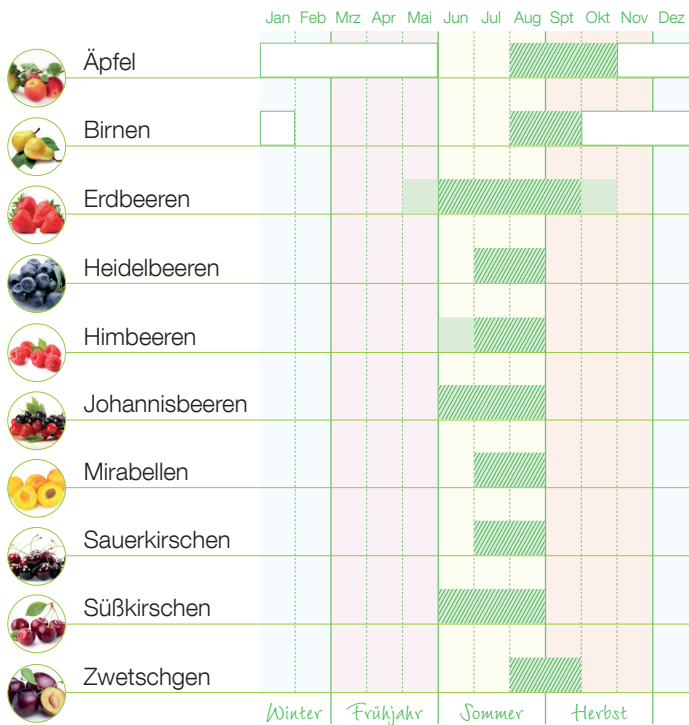 Jan Feb Mrz Apr Mai Jun Jul Aug Spt Okt Nov Dez
Äpfel
Birnen
Erdbeeren
Heidelbeeren
Himbeeren
Johannisbeeren
Mirabellen
Sauerkirschen
Süßkirschen
Zwetschgen
Winter Frühjahr Sommer Herbst